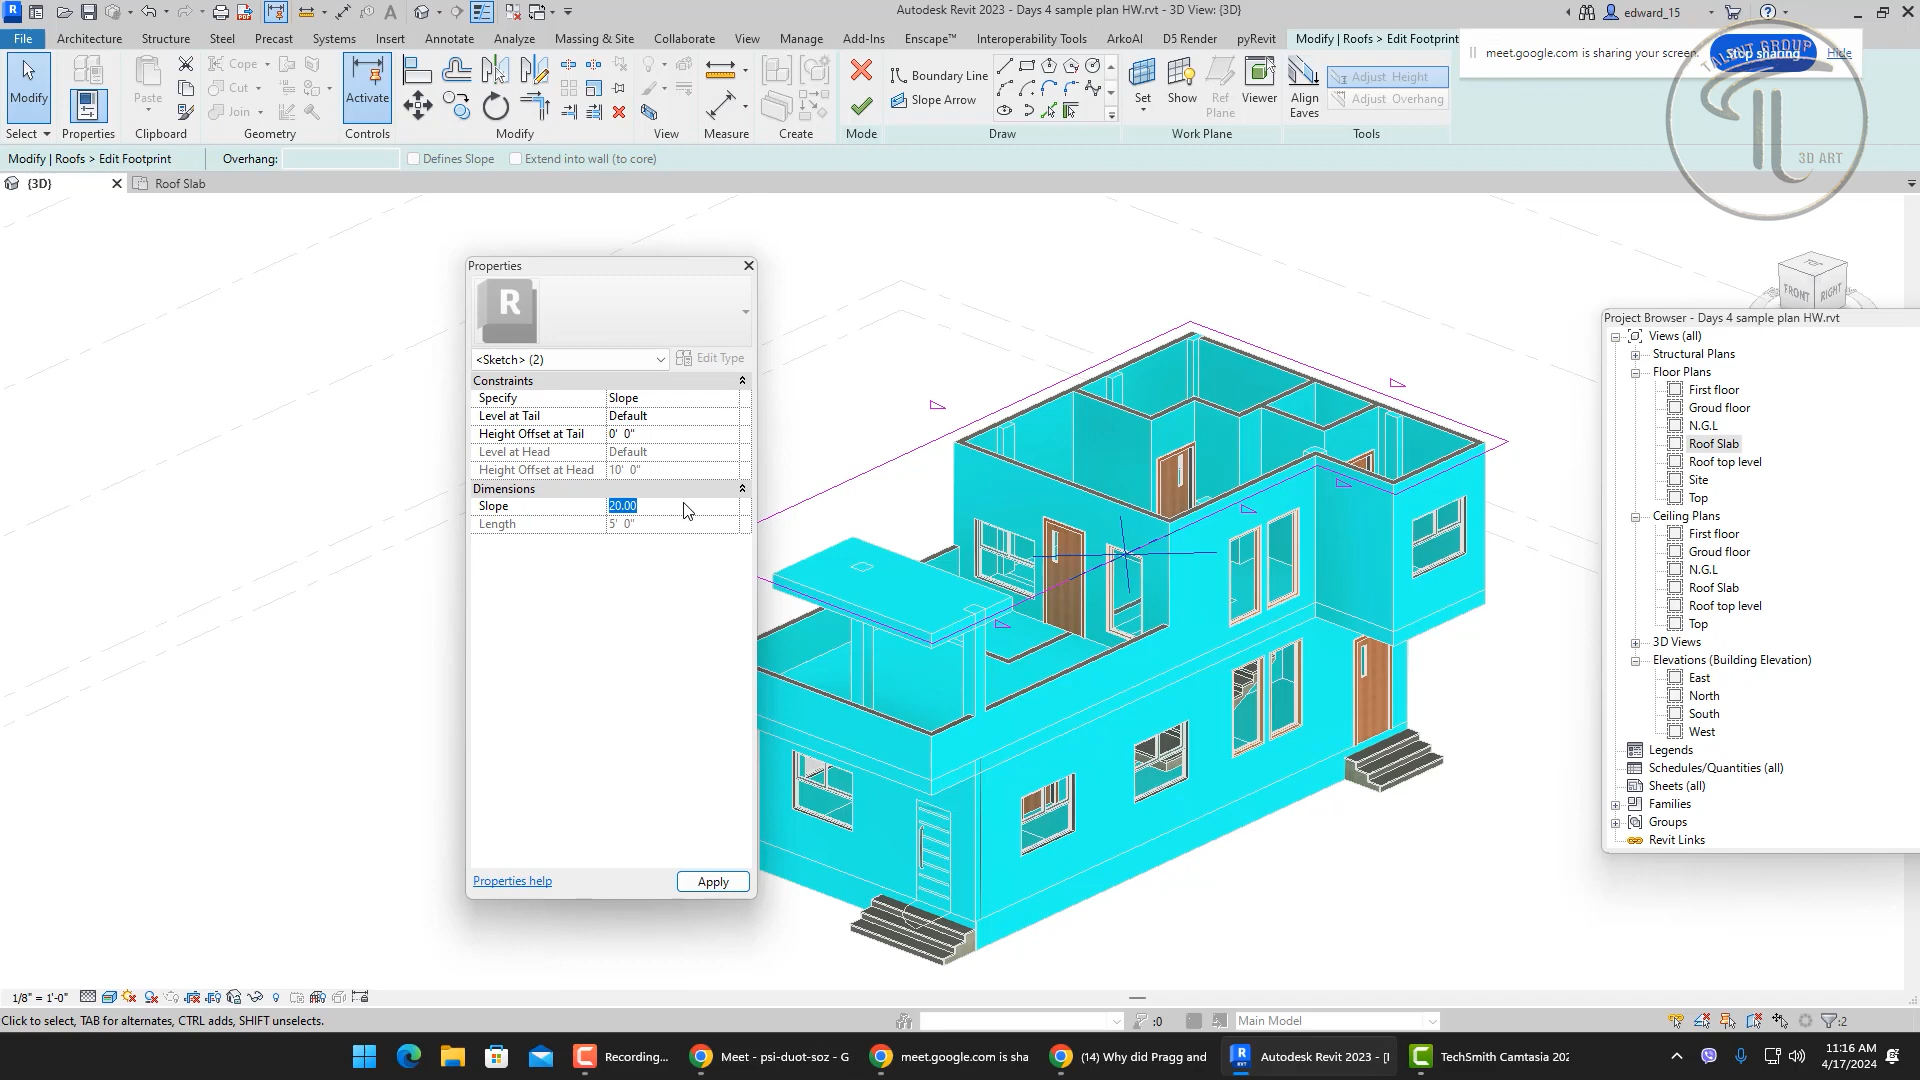 Autodesk Revit 2023 - Days 4 sample plan HW.rvt - 3D View: {3D}
edward_15
File Architecture Structure Steel Precast Systems Insert Annotate Analyze Massing & Site Collaborate View Manage Add-Ins Enscape™ Interoperability Tools ArkoAI D5 Render pyRevit Modify | Roofs > Edit Footprint
meet.google.com is sharing your screen. Stop sharing Hide
TALENT GROUP
3D ART
Modify
Select
Properties
Paste
Cope
Cut
Join
Clipboard
Geometry
Activate
Controls
Modify
View
Measure
Create
Mode
Boundary Line
Slope Arrow
Draw
Set
Show
Ref Plane
Viewer
Work Plane
Align Eaves
Adjust Height
Adjust Overhang
Tools
Modify | Roofs > Edit Footprint Overhang: Defines Slope Extend into wall (to core)
{3D} Roof Slab
Properties
R
<Sketch> (2) Edit Type
Constraints
Specify Slope
Level at Tail Default
Height Offset at Tail 0' 0"
Level at Head Default
Height Offset at Head 10' 0"
Dimensions
Slope 20.00
Length 5' 0"
Properties help Apply
TOP
FRONT
RIGHT
Project Browser - Days 4 sample plan HW.rvt
Views (all)
Structural Plans
Floor Plans
First floor
Groud floor
N.G.L
Roof Slab
Roof top level
Site
Top
Ceiling Plans
First floor
Groud floor
N.G.L
Roof Slab
Roof top level
Top
3D Views
Elevations (Building Elevation)
East
North
South
West
Legends
Schedules/Quantities (all)
Sheets (all)
Families
Groups
Revit Links
1/8" = 1'-0"
Click to select, TAB for alternates, CTRL adds, SHIFT unselects. :0 Main Model :2
Recording... Meet - psi-duot-soz - G meet.google.com is sha (14) Why did Pragg and Autodesk Revit 2023 - [ TechSmith Camtasia 202
11:16 AM
4/17/2024